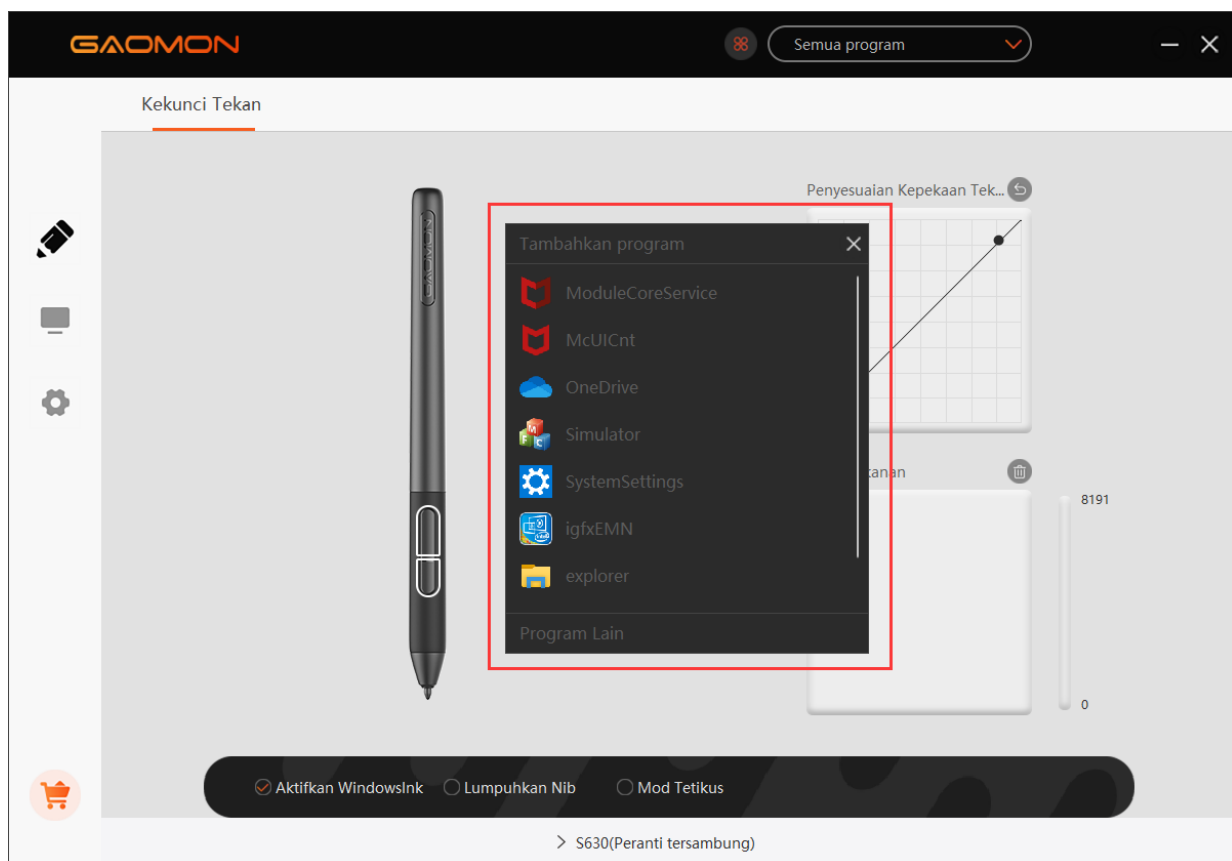 GAOMON
Semua program
Kekunci Tekan
Penyesuaian Kepekaan Tek...
GAOMON
Tambahkan program
ModuleCoreService
McUICnt
OneDrive
Simulator
SystemSettings
igfxEMN
explorer
Program Lain
8191
0
Aktifkan WindowsInk
Lumpuhkan Nib
Mod Tetikus
S630(Peranti tersambung)